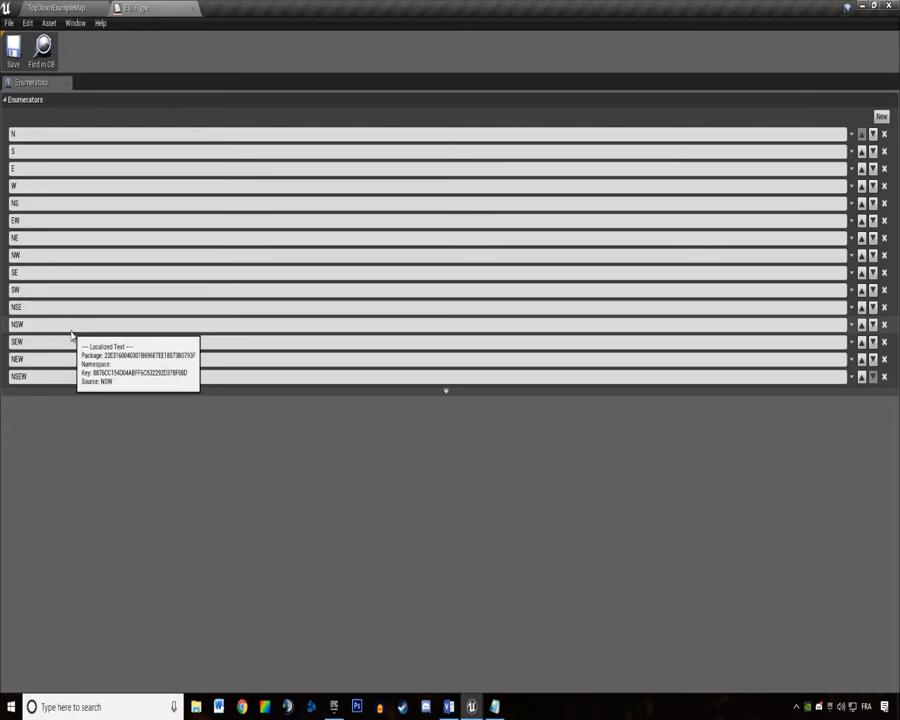 TopDownExampleMap
File Edit Asset Window Help
Save Find in CB
Enumerators
Enumerators
New
N
S
E
W
NS
EW
NE
NW
SE
SW
NSE
NSW
SEW
NEW
NSEW
--- Localized Text ---
Namespace:
Source: NSW
Type here to search
FRA